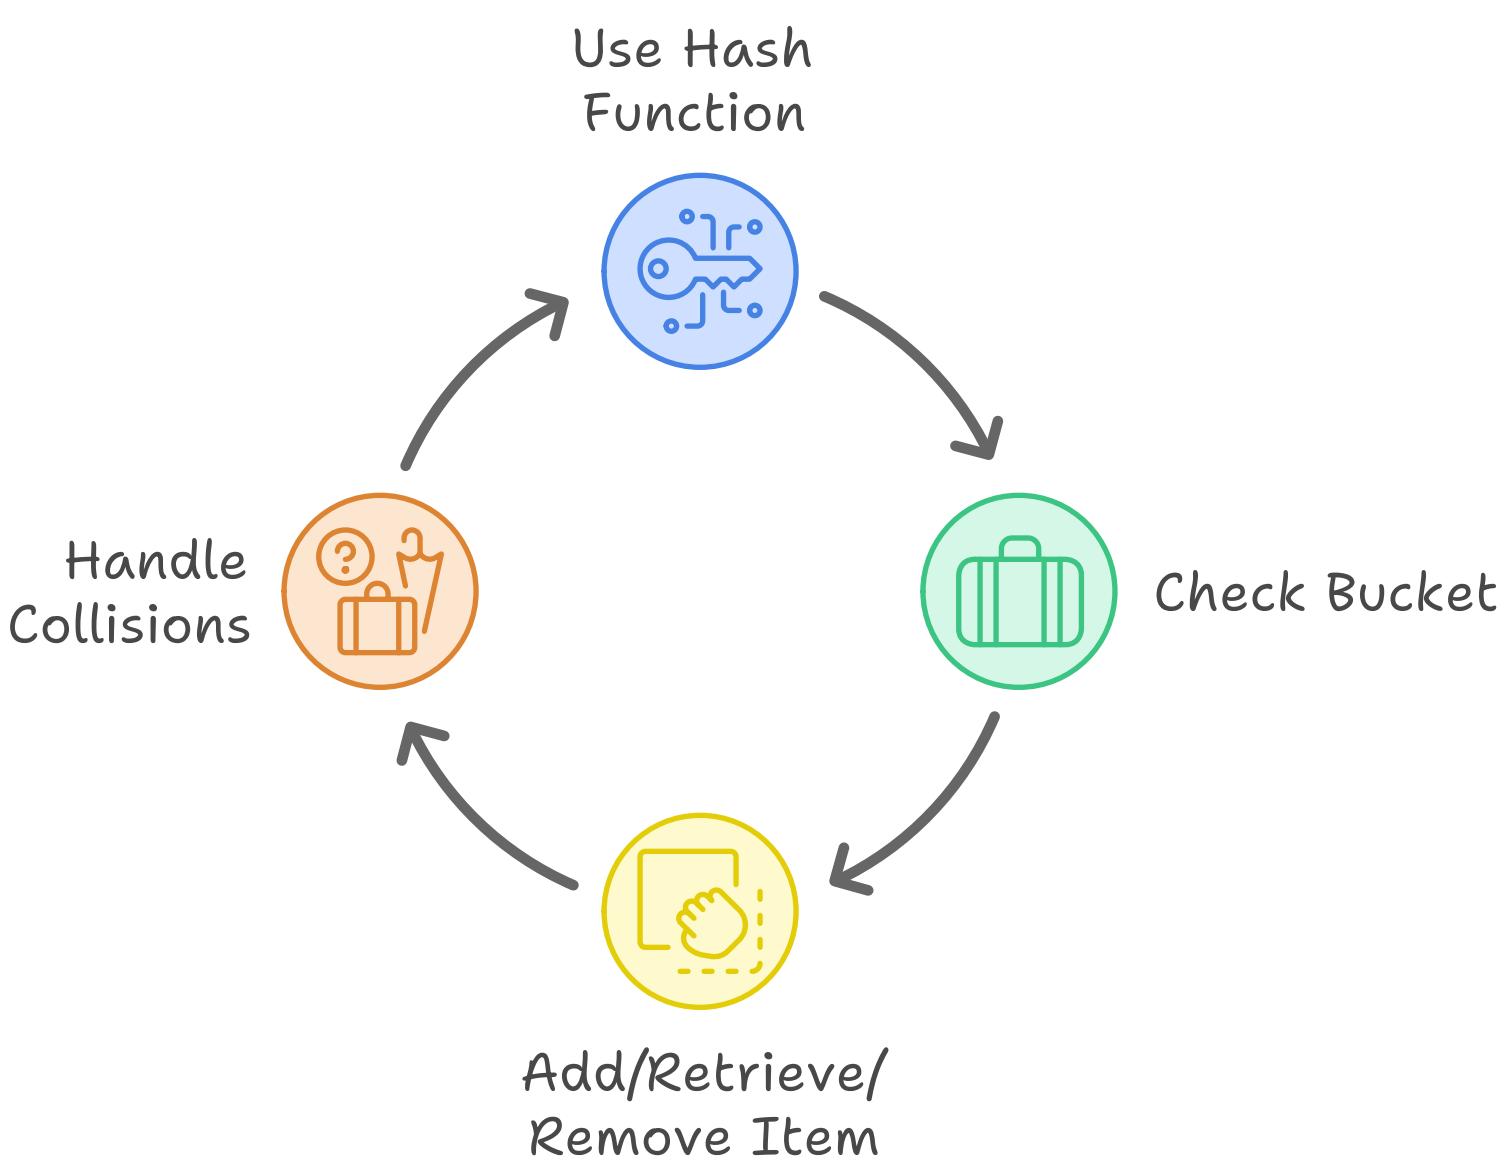 Use Hash
Function
Handle
Collisions
Check Bucket
Add/Retrieve/
Remove Item